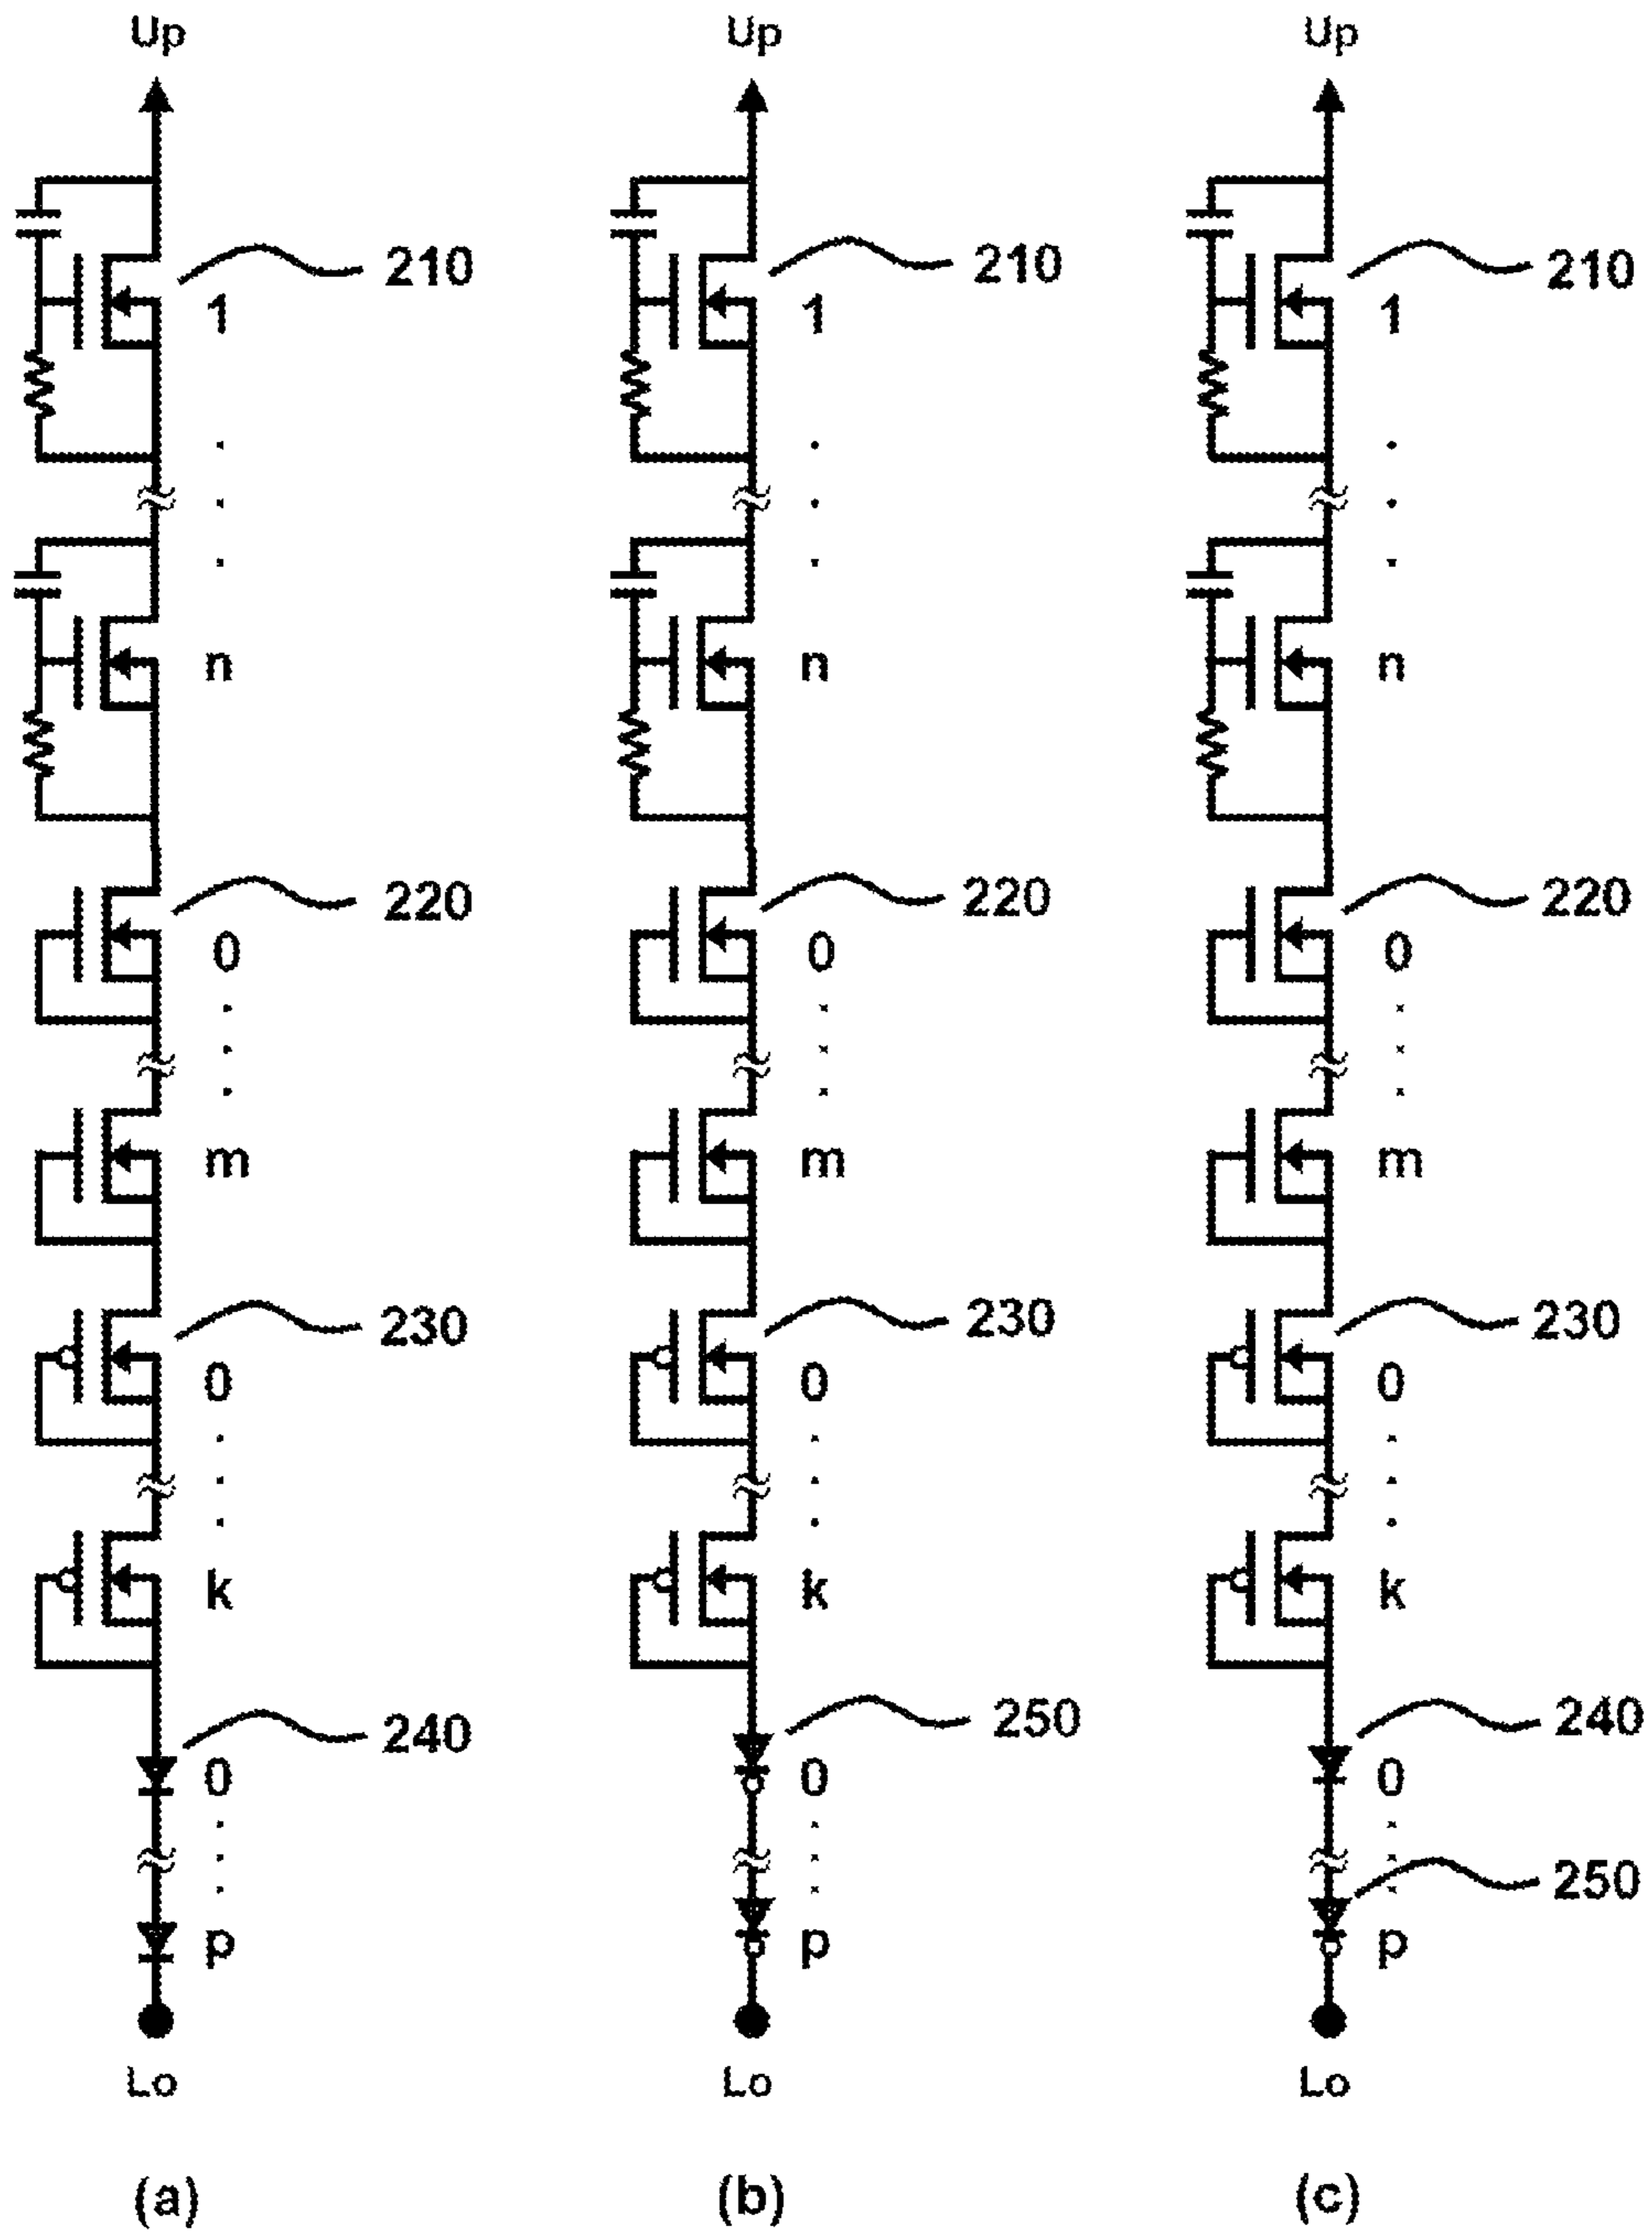 Up Up Up
210 210 210
1 1 1
n n n
220 220 220
0 0 0
m m m
230 230 230
0 0 0
k k k
240 250 240
0 0 0
250
p p p
Lo Lo Lo
(a) (b) (c)